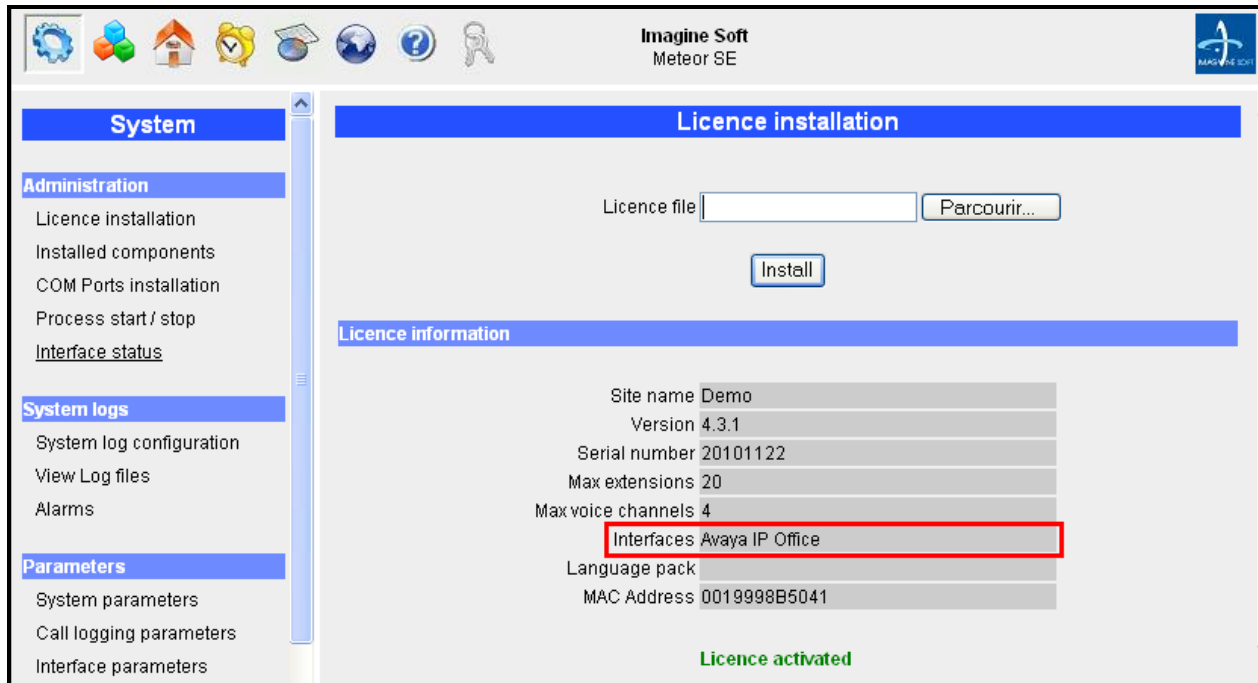 Imagine Soft
Meteor SE
IMAGINE SOFT
System
Administration
Licence installation
Installed components
COM Ports installation
Process start / stop
Interface status
System logs
System log configuration
View Log files
Alarms
Parameters
System parameters
Call logging parameters
Interface parameters
Licence installation
Licence file Parcourir...
Install
Licence information
Site name Demo
Version 4.3.1
Serial number 20101122
Max extensions 20
Max voice channels 4
Interfaces Avaya IP Office
Language pack
MAC Address 0019998B5041
Licence activated